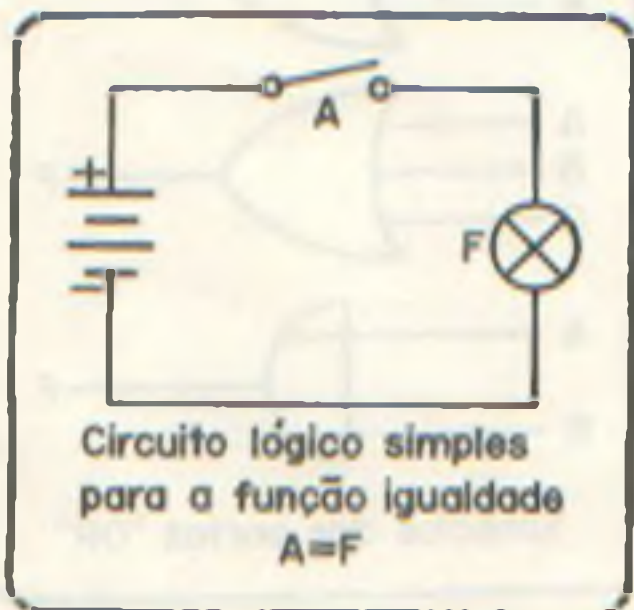 A
+
F
-
Circuito lógico simples
para a função igualdade
A=F